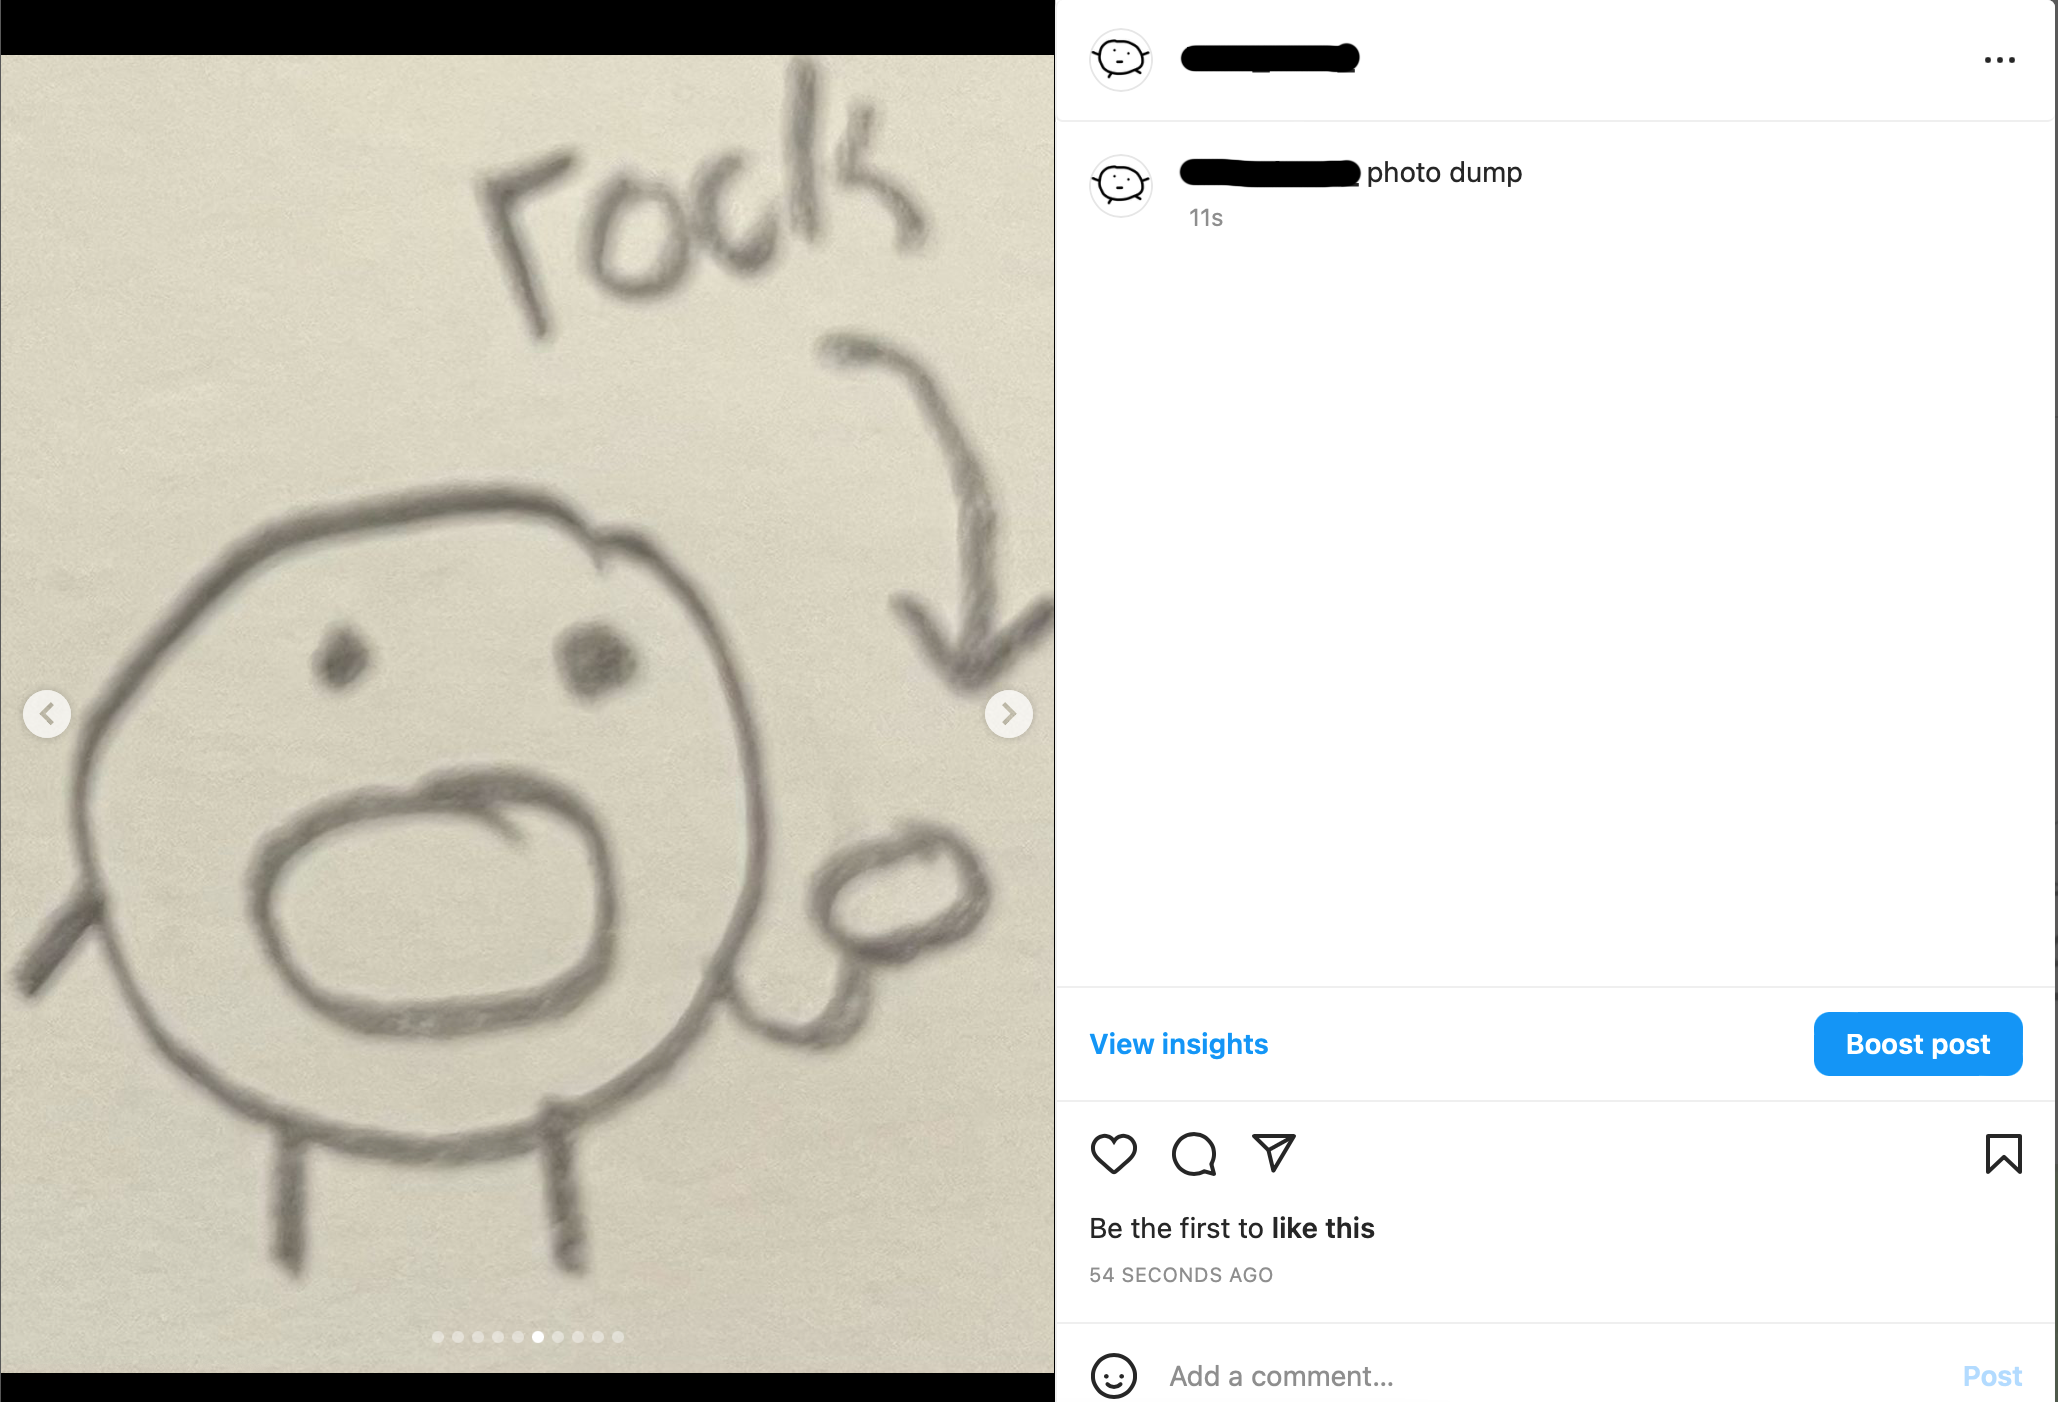 rock
photo dump
11s
View insights
Boost post
Be the first to like this
54 SECONDS AGO
Add a comment...
Post